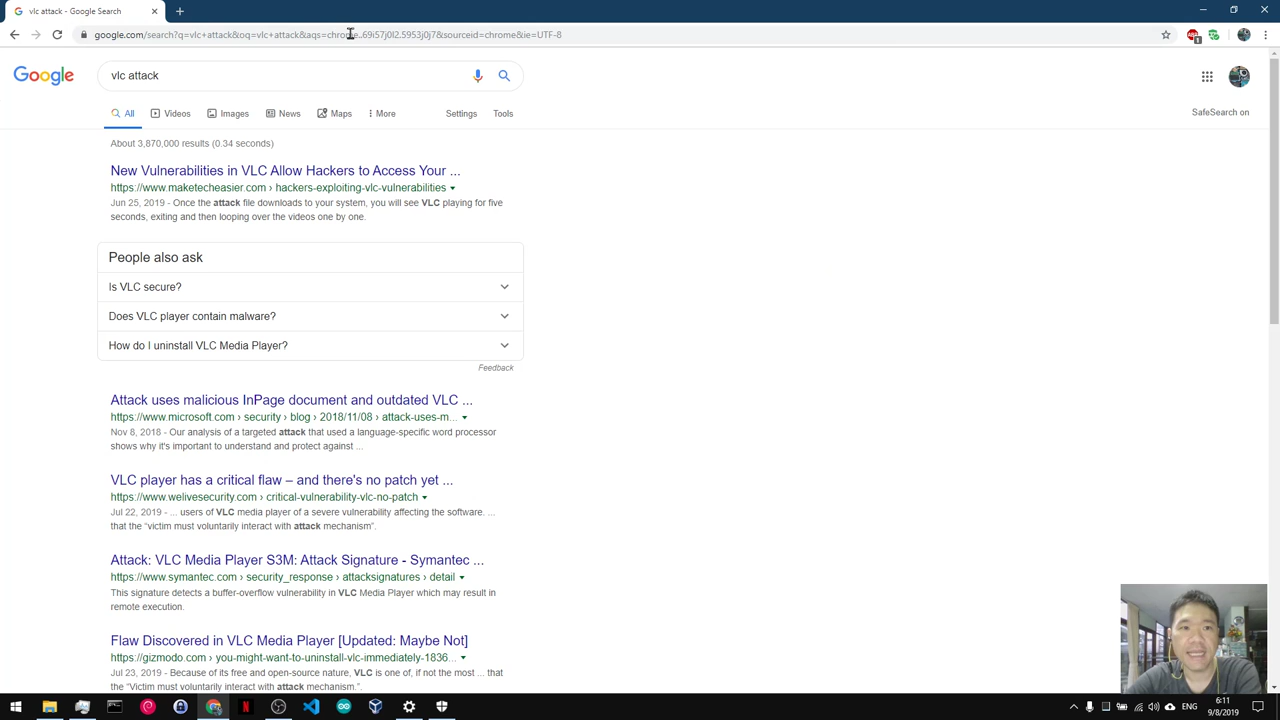 vlc attack - Google Search
google.com/search?q=vlc+attack&oq=vlc+attack&aqs=chrome..69i57j0l2.5953j0j7&sourceid=chrome&ie=UTF-8
1
Google
vlc attack
All
Videos
Images
News
Maps
More
Settings
Tools
SafeSearch on
About 3,870,000 results (0.34 seconds)
New Vulnerabilities in VLC Allow Hackers to Access Your ...
https://www.maketecheasier.com › hackers-exploiting-vlc-vulnerabilities
Jun 25, 2019 - Once the attack file downloads to your system, you will see VLC playing for five
seconds, exiting and then looping over the videos one by one.
People also ask
Is VLC secure?
Does VLC player contain malware?
How do I uninstall VLC Media Player?
Feedback
Attack uses malicious InPage document and outdated VLC ...
https://www.microsoft.com › security › blog › 2018/11/08 › attack-uses-m...
Nov 8, 2018 - Our analysis of a targeted attack that used a language-specific word processor
shows why it's important to understand and protect against ...
VLC player has a critical flaw – and there's no patch yet ...
https://www.welivesecurity.com › critical-vulnerability-vlc-no-patch
Jul 22, 2019 - ... users of VLC media player of a severe vulnerability affecting the software. ...
that the “victim must voluntarily interact with attack mechanism”.
Attack: VLC Media Player S3M: Attack Signature - Symantec ...
https://www.symantec.com › security_response › attacksignatures › detail
This signature detects a buffer-overflow vulnerability in VLC Media Player which may result in
remote execution.
Flaw Discovered in VLC Media Player [Updated: Maybe Not]
https://gizmodo.com › you-might-want-to-uninstall-vlc-immediately-1836...
Jul 23, 2019 - Because of its free and open-source nature, VLC is one of, if not the most ... that
the “Victim must voluntarily interact with attack mechanism.”.
6:11
9/8/2019